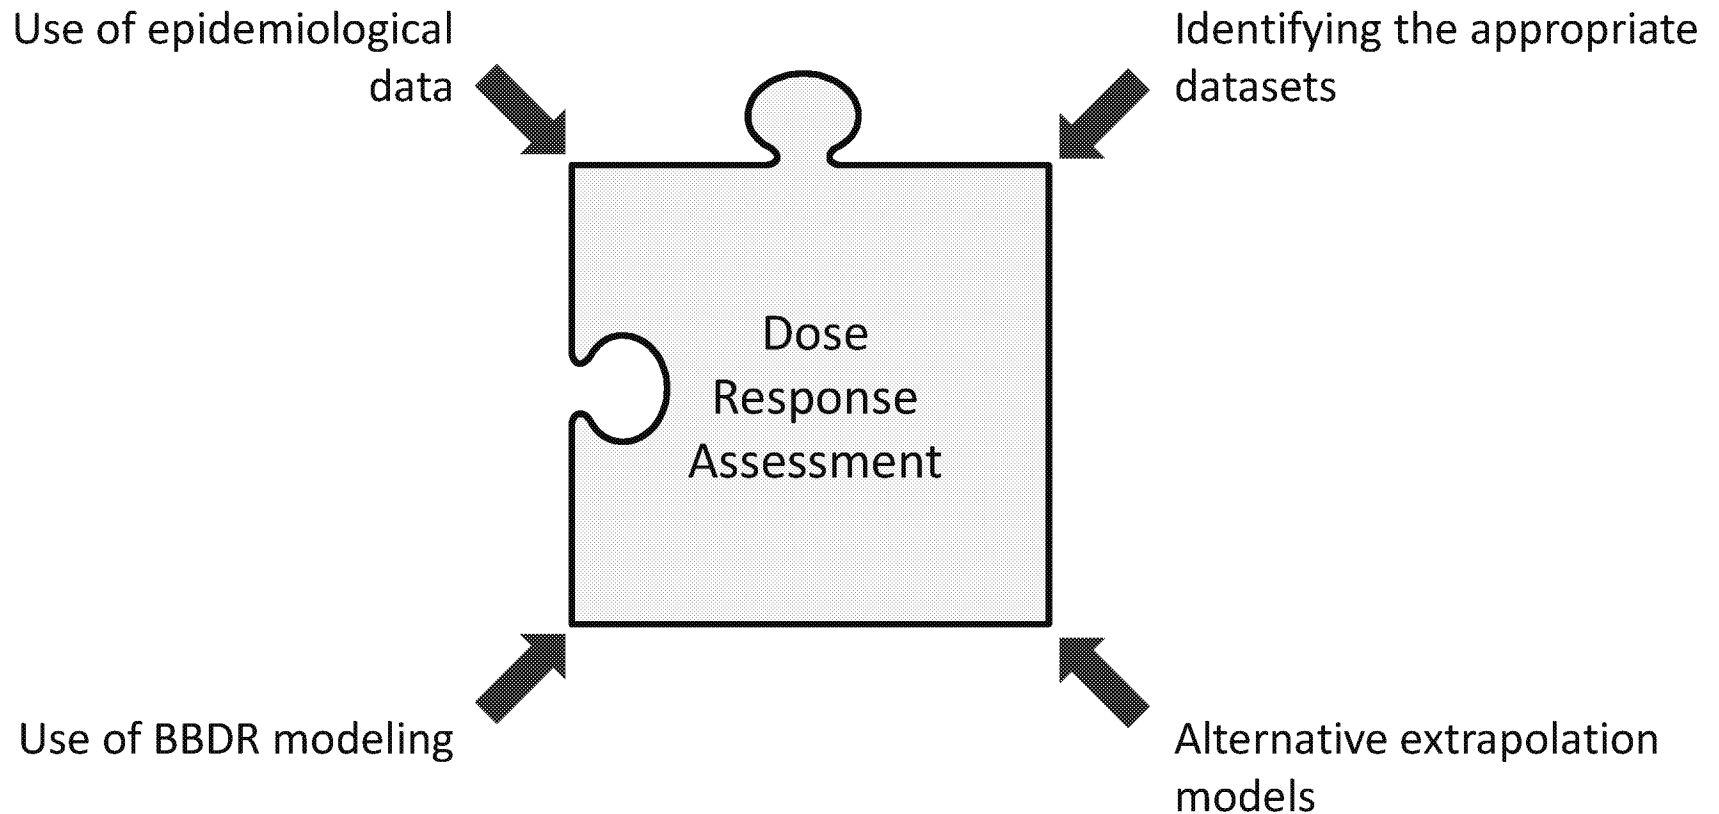 Use of epidemiological
data
Identifying the appropriate
datasets
Dose
Response
Assessment
Use of BBDR modeling
Alternative extrapolation
models